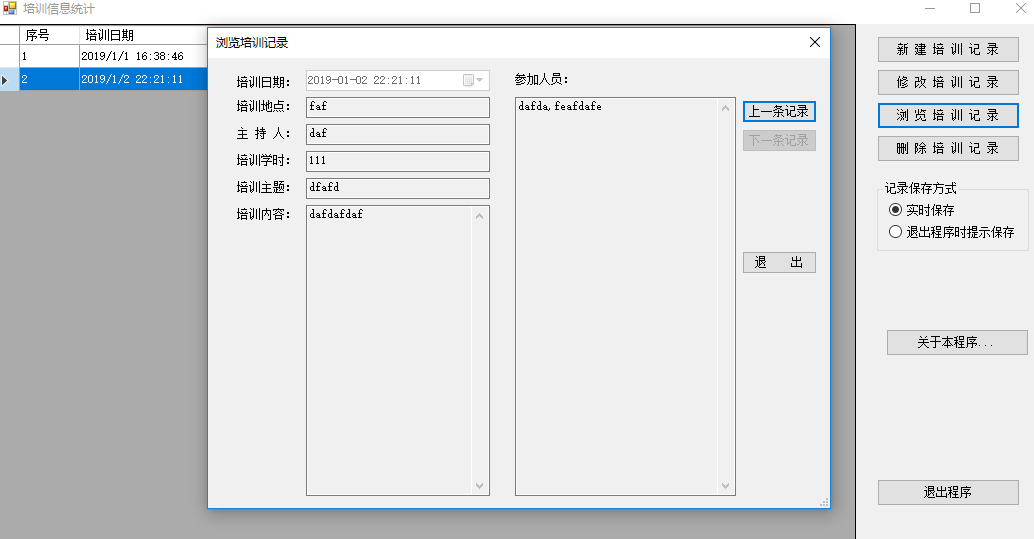 培训信息统计
序号 培训日期
1 2019/1/1 16:38:46
2 2019/1/2 22:21:11
浏览培训记录
培训日期: 2019-01-02 22:21:11
培训地点: faf
主 持 人: daf
培训学时: 111
培训主题: dfafd
培训内容: dafdafdaf
参加人员:
dafda,feafdafe
上一条记录
下一条记录
退 出
新 建 培 训 记 录
修 改 培 训 记 录
浏 览 培 训 记 录
删 除 培 训 记 录
记录保存方式
实时保存
退出程序时提示保存
关于本程序...
退出程序